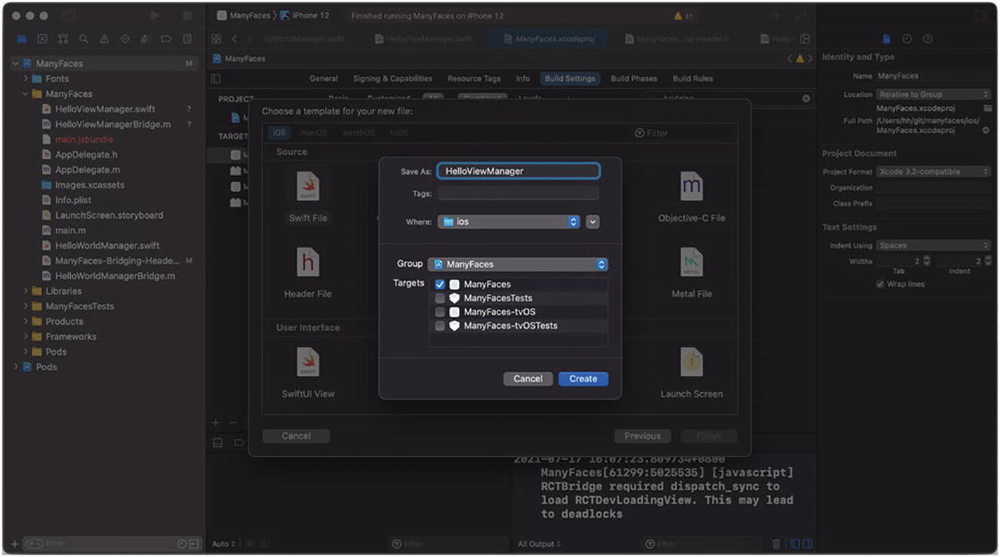 ManyFaces
iPhone 12
Finished running ManyFaces on iPhone 12
31
HelloViewManager.swift
ManyFaces.xcodeproj
ManyFaces
General
Signing & Capabilities
Resource Tags
Info
Build Settings
Build Phases
Build Rules
ManyFaces M
Fonts
ManyFaces
HelloViewManager.swift ?
HelloViewManagerBridge.m ?
main.jsbundle
AppDelegate.h
AppDelegate.m
Images.xcassets
Info.plist
LaunchScreen.storyboard
main.m
HelloWorldManager.swift
ManyFaces-Bridging-Heade... M
HelloWorldManagerBridge.m
Libraries
ManyFacesTests
Products
Frameworks
Pods
Pods
Filter
PROJECT
Choose a template for your new file:
iOS
macOS
watchOS
tvOS
Filter
Source
Swift File
Objective-C File
Header File
Metal File
User Interface
SwiftUI View
Launch Screen
Cancel
Previous
Finish
Save As: HelloViewManager
Tags:
Where: ios
Group ManyFaces
Targets ManyFaces
ManyFacesTests
ManyFaces-tvOS
ManyFaces-tvOSTests
Cancel
Create
2021-07-17 16:07:23.809734+0800
ManyFaces[61299:5025535] [javascript]
RCTBridge required dispatch_sync to
load RCTDevLoadingView. This may lead
to deadlocks
Auto
Filter
All Output
Filter
Identity and Type
Name ManyFaces
Location Relative to Group
ManyFaces.xcodeproj
Full Path /Users/hh/git/manyfaces/ios/
ManyFaces.xcodeproj
Project Document
Project Format Xcode 3.2-compatible
Organization
Class Prefix
Text Settings
Indent Using Spaces
Widths 2 2
Tab Indent
Wrap lines